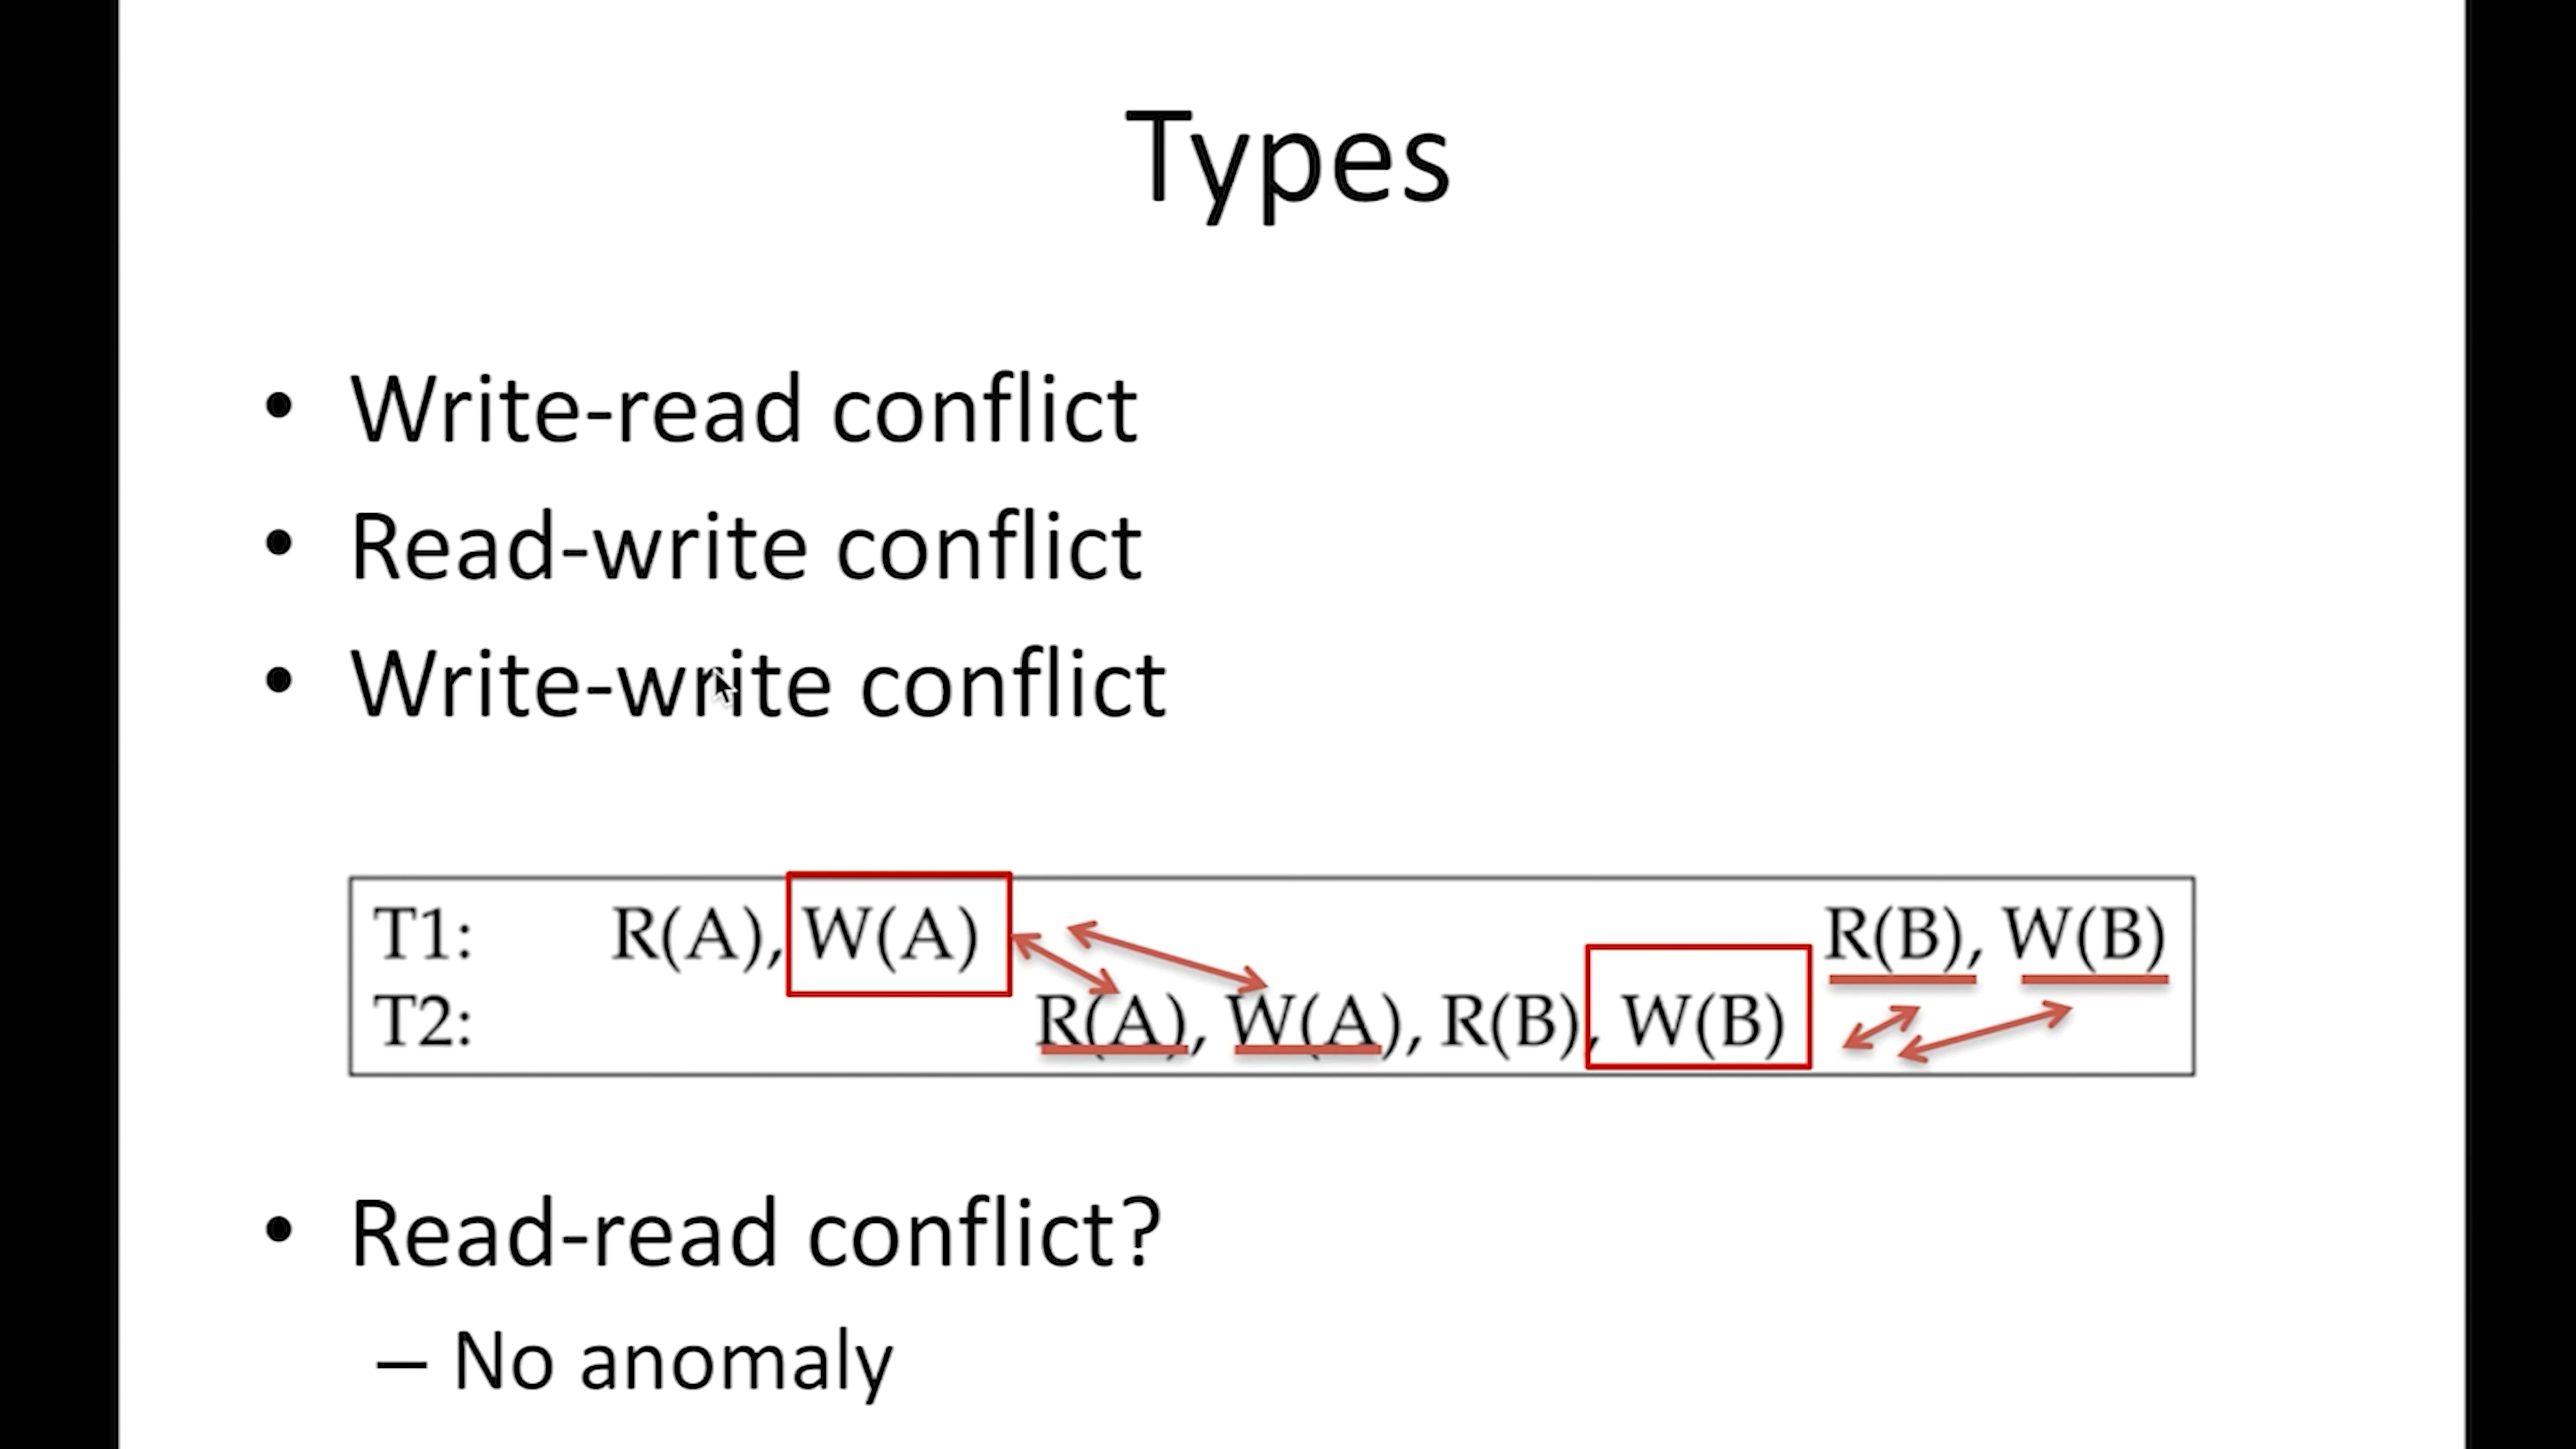 Types
• Write-read conflict
• Read-write conflict
• Write-write conflict
T1: R(A), W(A) R(B), W(B)
T2: R(A), W(A), R(B), W(B)
• Read-read conflict?
– No anomaly